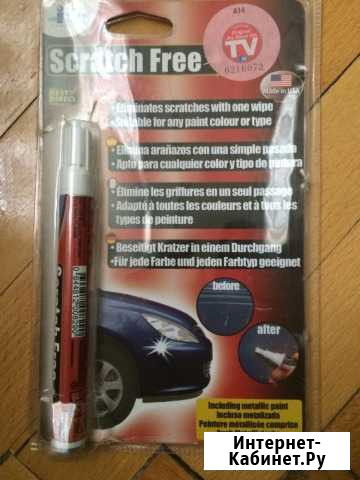 414
Scratch Free
TV
6216072
Made in USA
•Eliminates scratches with one wipe
•Suitable for any paint colour or type
•Elimina arañazos con una simple pasada
•Apto para cualquier color y tipo de pintura
•Élimine les griffures en un seul passage
•Adapté à toutes les couleurs et à tous les
types de peinture
•Beseitigt Kratzer in einem Durchgang
•Für jede Farbe und jeden Farbtyp geeignet
before
after
Including metallic paint
Incluso metalizada
Peinture métallisée comprise
Интернет-
Кабинет.Ру